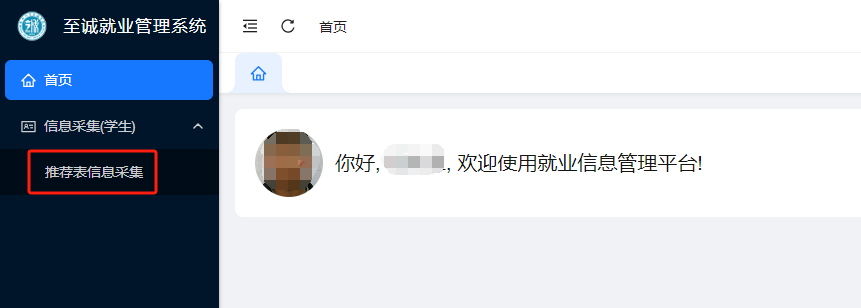 至诚就业管理系统
首页
首页
信息采集(学生)
推荐表信息采集
你好, , 欢迎使用就业信息管理平台!